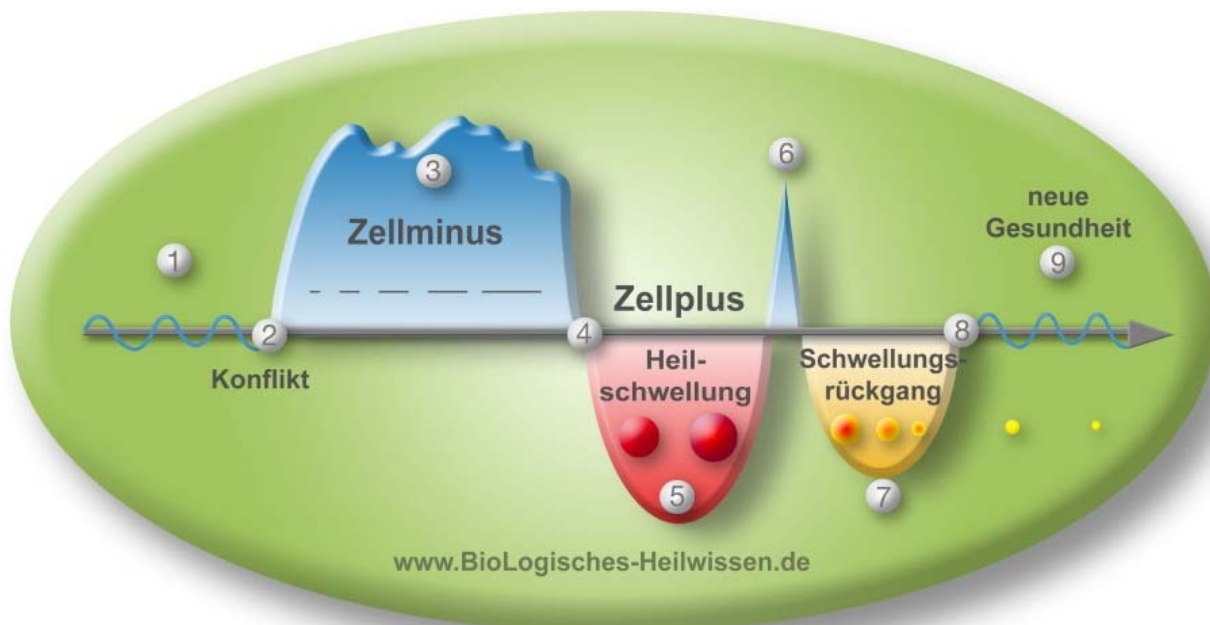 6
3
neue
Gesundheit
Zellminus
1
9
Zellplus
2
4
8
Konflikt
Heil-
schwellung
Schwellungs-
rückgang
5
7
www.BioLogisches-Heilwissen.de